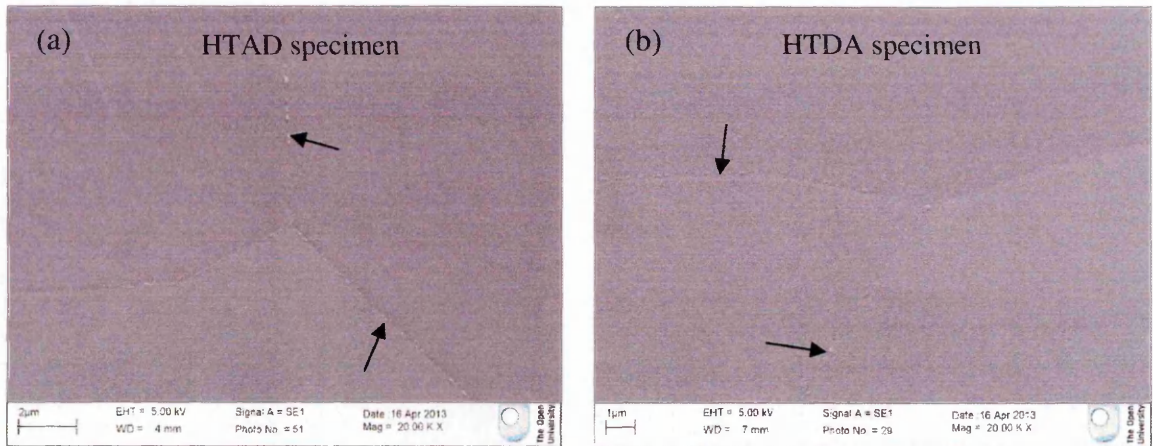 (a)
HTAD specimen
2µm
EHT = 5.00 kV
Signal A = SE1
Date :16 Apr 2013
WD = 4 mm
Photo No. = 51
Mag = 20.00 K X
The Open
University
(b)
HTDA specimen
1µm
EHT = 5.00 kV
Signal A = SE1
Date :16 Apr 2013
WD = 7 mm
Photo No. = 29
Mag = 20.00 K X
The Open
University